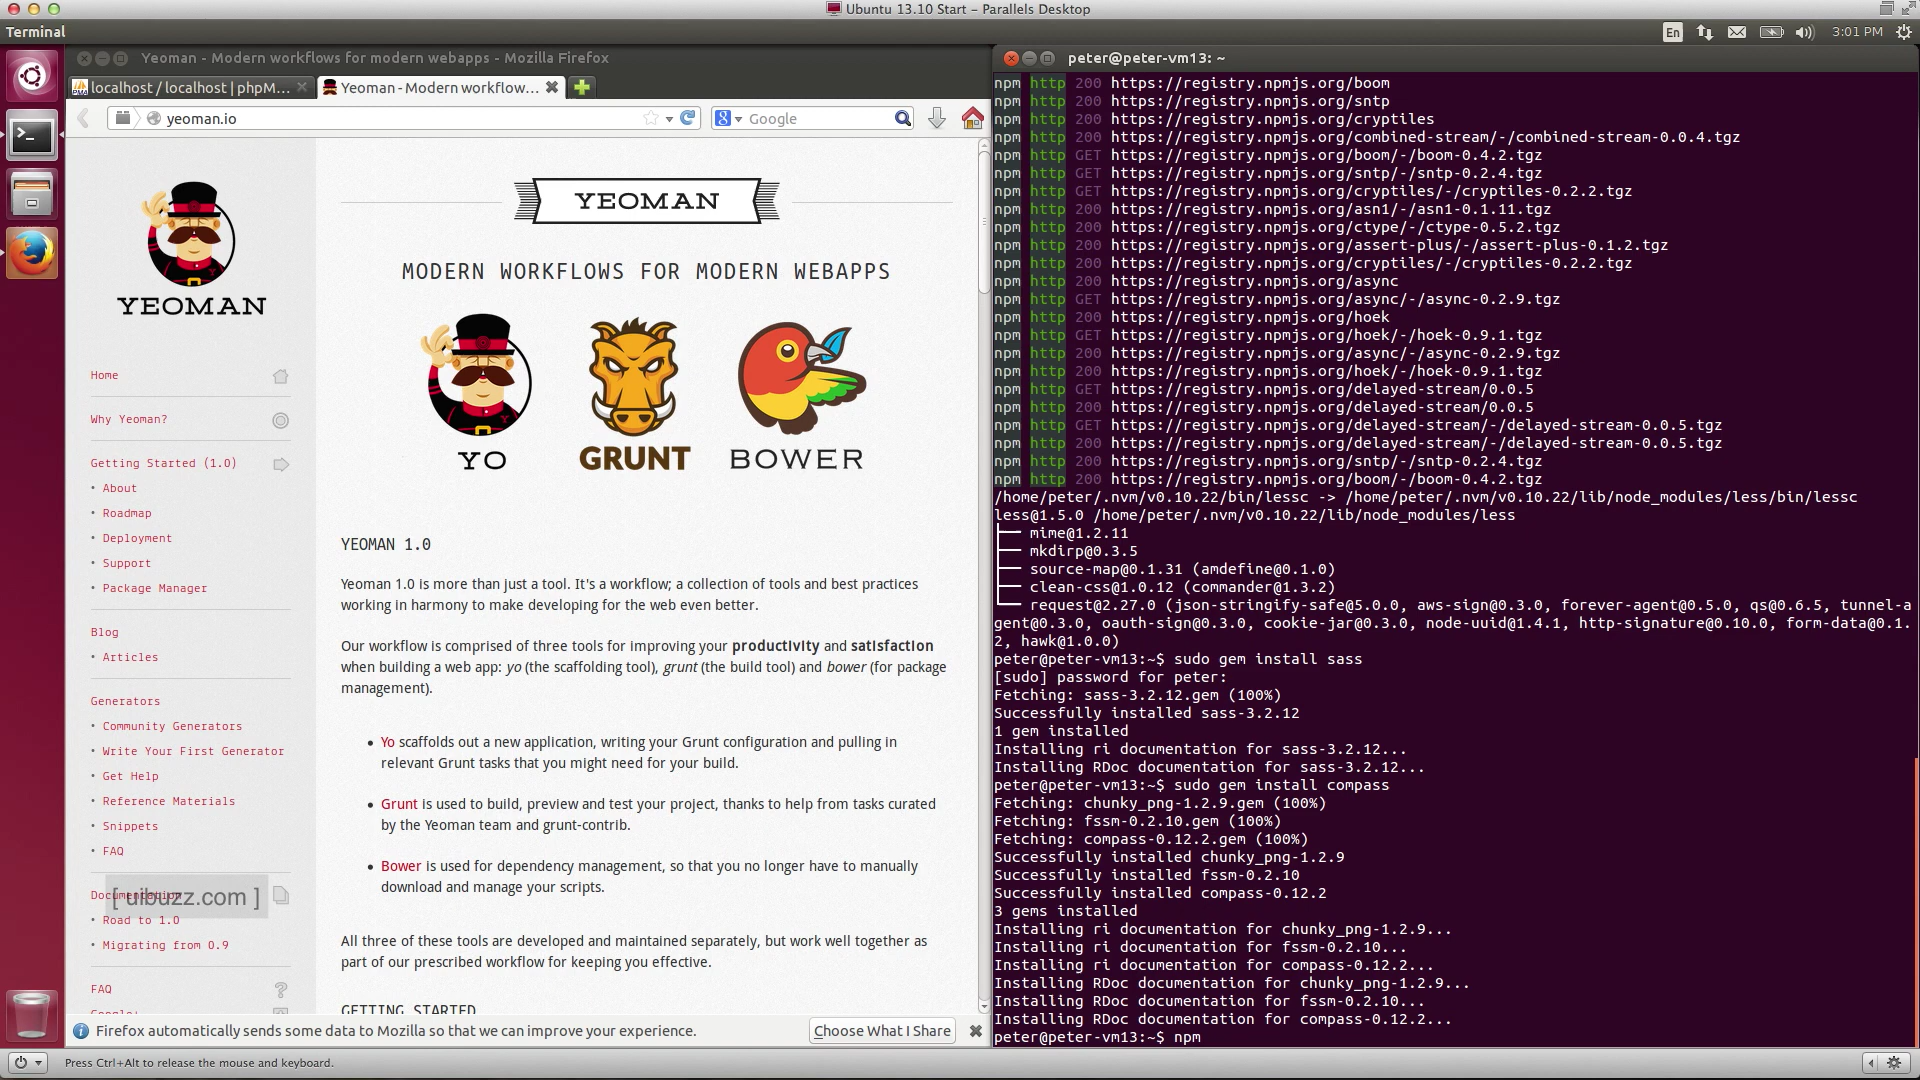 Ubuntu 13.10 Start – Parallels Desktop
Terminal
En
3:01 PM
Yeoman - Modern workflows for modern webapps - Mozilla Firefox
localhost / localhost | phpM...
Yeoman - Modern workflow...
yeoman.io
Google
YEOMAN
Home
Why Yeoman?
Getting Started (1.0)
• About
• Roadmap
• Deployment
• Support
• Package Manager
Blog
• Articles
Generators
• Community Generators
• Write Your First Generator
• Get Help
• Reference Materials
• Snippets
• FAQ
Documentation
[ uibuzz.com ]
• Road to 1.0
• Migrating from 0.9
FAQ
YEOMAN
MODERN WORKFLOWS FOR MODERN WEBAPPS
YO
GRUNT
BOWER
YEOMAN 1.0
Yeoman 1.0 is more than just a tool. It's a workflow; a collection of tools and best practices
working in harmony to make developing for the web even better.
Our workflow is comprised of three tools for improving your productivity and satisfaction
when building a web app: yo (the scaffolding tool), grunt (the build tool) and bower (for package
management).
• Yo scaffolds out a new application, writing your Grunt configuration and pulling in
relevant Grunt tasks that you might need for your build.
• Grunt is used to build, preview and test your project, thanks to help from tasks curated
by the Yeoman team and grunt-contrib.
• Bower is used for dependency management, so that you no longer have to manually
download and manage your scripts.
All three of these tools are developed and maintained separately, but work well together as
part of our prescribed workflow for keeping you effective.
GETTING STARTED
Firefox automatically sends some data to Mozilla so that we can improve your experience.
Choose What I Share
peter@peter-vm13: ~
npm http 200 https://registry.npmjs.org/boom
npm http 200 https://registry.npmjs.org/sntp
npm http 200 https://registry.npmjs.org/cryptiles
npm http 200 https://registry.npmjs.org/combined-stream/-/combined-stream-0.0.4.tgz
npm http GET https://registry.npmjs.org/boom/-/boom-0.4.2.tgz
npm http GET https://registry.npmjs.org/sntp/-/sntp-0.2.4.tgz
npm http GET https://registry.npmjs.org/cryptiles/-/cryptiles-0.2.2.tgz
npm http 200 https://registry.npmjs.org/asn1/-/asn1-0.1.11.tgz
npm http 200 https://registry.npmjs.org/ctype/-/ctype-0.5.2.tgz
npm http 200 https://registry.npmjs.org/assert-plus/-/assert-plus-0.1.2.tgz
npm http 200 https://registry.npmjs.org/cryptiles/-/cryptiles-0.2.2.tgz
npm http 200 https://registry.npmjs.org/async
npm http GET https://registry.npmjs.org/async/-/async-0.2.9.tgz
npm http 200 https://registry.npmjs.org/hoek
npm http GET https://registry.npmjs.org/hoek/-/hoek-0.9.1.tgz
npm http 200 https://registry.npmjs.org/async/-/async-0.2.9.tgz
npm http 200 https://registry.npmjs.org/hoek/-/hoek-0.9.1.tgz
npm http GET https://registry.npmjs.org/delayed-stream/0.0.5
npm http 200 https://registry.npmjs.org/delayed-stream/0.0.5
npm http GET https://registry.npmjs.org/delayed-stream/-/delayed-stream-0.0.5.tgz
npm http 200 https://registry.npmjs.org/delayed-stream/-/delayed-stream-0.0.5.tgz
npm http 200 https://registry.npmjs.org/sntp/-/sntp-0.2.4.tgz
npm http 200 https://registry.npmjs.org/boom/-/boom-0.4.2.tgz
/home/peter/.nvm/v0.10.22/bin/lessc -> /home/peter/.nvm/v0.10.22/lib/node_modules/less/bin/lessc
less@1.5.0 /home/peter/.nvm/v0.10.22/lib/node_modules/less
├── mime@1.2.11
├── mkdirp@0.3.5
├── source-map@0.1.31 (amdefine@0.1.0)
├── clean-css@1.0.12 (commander@1.3.2)
└── request@2.27.0 (json-stringify-safe@5.0.0, aws-sign@0.3.0, forever-agent@0.5.0, qs@0.6.5, tunnel-a
gent@0.3.0, oauth-sign@0.3.0, cookie-jar@0.3.0, node-uuid@1.4.1, http-signature@0.10.0, form-data@0.1.
2, hawk@1.0.0)
peter@peter-vm13:~$ sudo gem install sass
[sudo] password for peter:
Fetching: sass-3.2.12.gem (100%)
Successfully installed sass-3.2.12
1 gem installed
Installing ri documentation for sass-3.2.12...
Installing RDoc documentation for sass-3.2.12...
peter@peter-vm13:~$ sudo gem install compass
Fetching: chunky_png-1.2.9.gem (100%)
Fetching: fssm-0.2.10.gem (100%)
Fetching: compass-0.12.2.gem (100%)
Successfully installed chunky_png-1.2.9
Successfully installed fssm-0.2.10
Successfully installed compass-0.12.2
3 gems installed
Installing ri documentation for chunky_png-1.2.9...
Installing ri documentation for fssm-0.2.10...
Installing ri documentation for compass-0.12.2...
Installing RDoc documentation for chunky_png-1.2.9...
Installing RDoc documentation for fssm-0.2.10...
Installing RDoc documentation for compass-0.12.2...
peter@peter-vm13:~$ npm
Press Ctrl+Alt to release the mouse and keyboard.